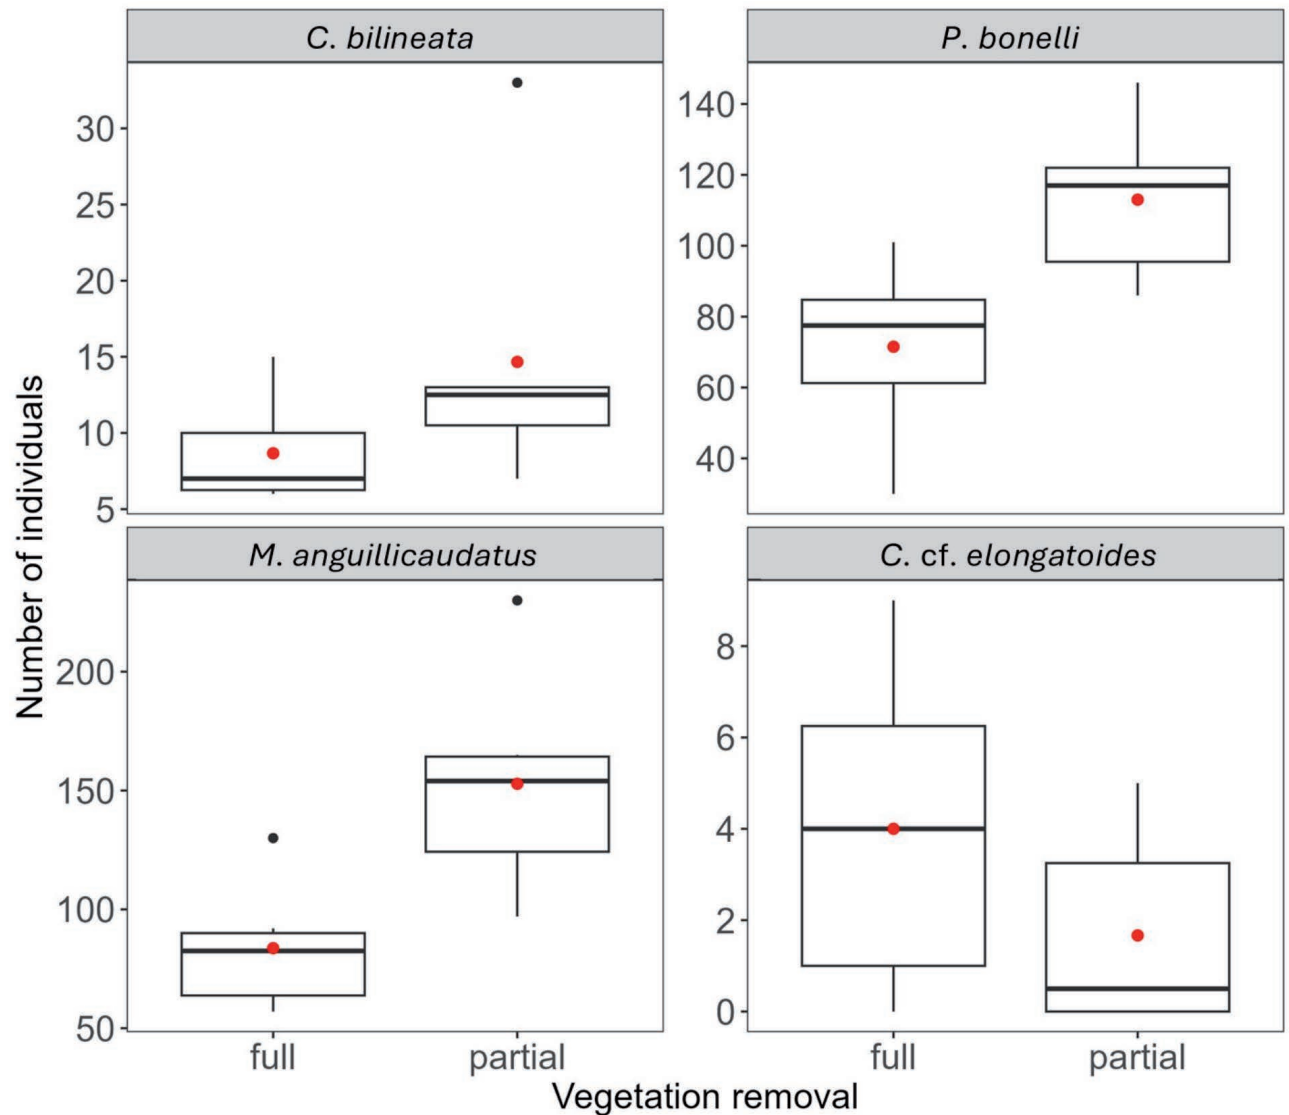 C. bilineata
P. bonelli
30
25
20
15
10
5
140
120
100
80
60
40
Number of individuals
M. anguillicaudatus
C. cf. elongatoides
200
150
100
50
8
6
4
2
0
full
partial
full
partial
Vegetation removal